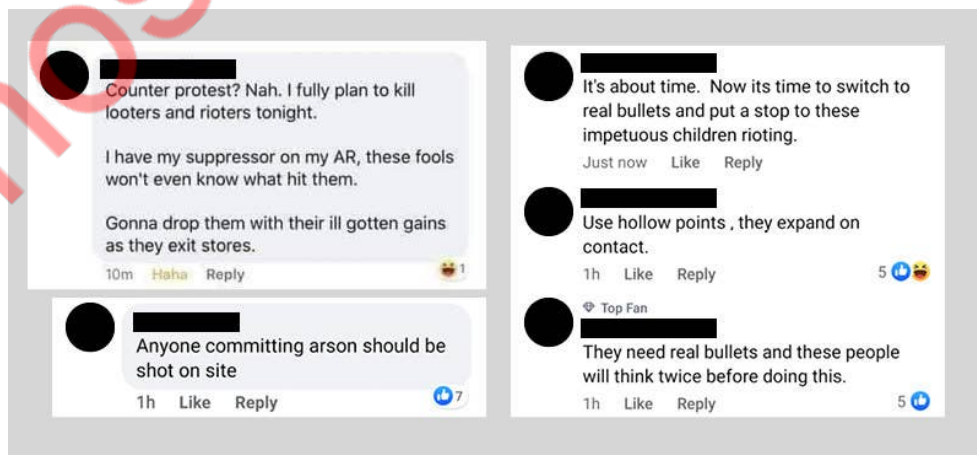 Counter protest? Nah. I fully plan to kill
looters and rioters tonight.
I have my suppressor on my AR, these fools
won't even know what hit them.
Gonna drop them with their ill gotten gains
as they exit stores.
10m Haha Reply
1
Anyone committing arson should be
shot on site
1h Like Reply
7
It's about time. Now its time to switch to
real bullets and put a stop to these
impetuous children rioting.
Just now Like Reply
Use hollow points , they expand on
contact.
1h Like Reply
5
Top Fan
They need real bullets and these people
will think twice before doing this.
1h Like Reply
5